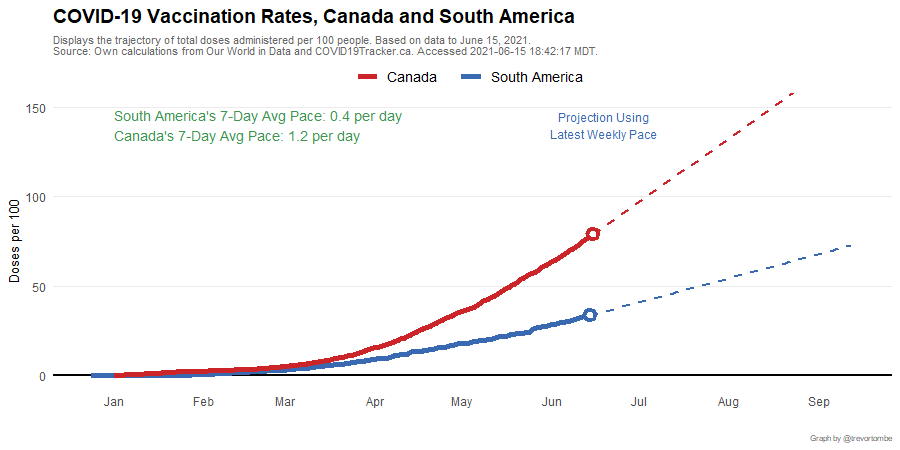 COVID-19 Vaccination Rates, Canada and South America
Displays the trajectory of total doses administered per 100 people. Based on data to June 15, 2021.
Source: Own calculations from Our World in Data and COVID19Tracker.ca. Accessed 2021-06-15 18:42:17 MDT.
Canada South America
South America's 7-Day Avg Pace: 0.4 per day
Canada's 7-Day Avg Pace: 1.2 per day
Projection Using
Latest Weekly Pace
Doses per 100
150
100
50
0
Jan Feb Mar Apr May Jun Jul Aug Sep
Graph by @trevortombe